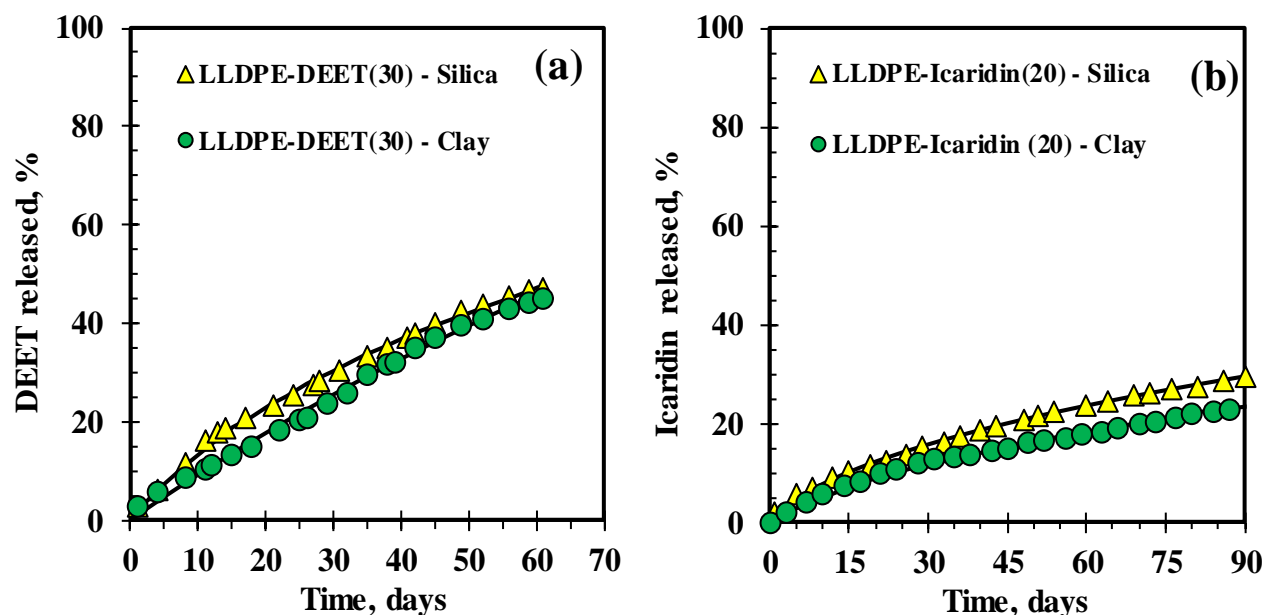 (a)
LLDPE-DEET(30) - Silica
LLDPE-DEET(30) - Clay
DEET released, %
100
80
60
40
20
0
0 10 20 30 40 50 60 70
Time, days
(b)
LLDPE-Icaridin(20) - Silica
LLDPE-Icaridin (20) - Clay
Icaridin released, %
100
80
60
40
20
0
0 15 30 45 60 75 90
Time, days